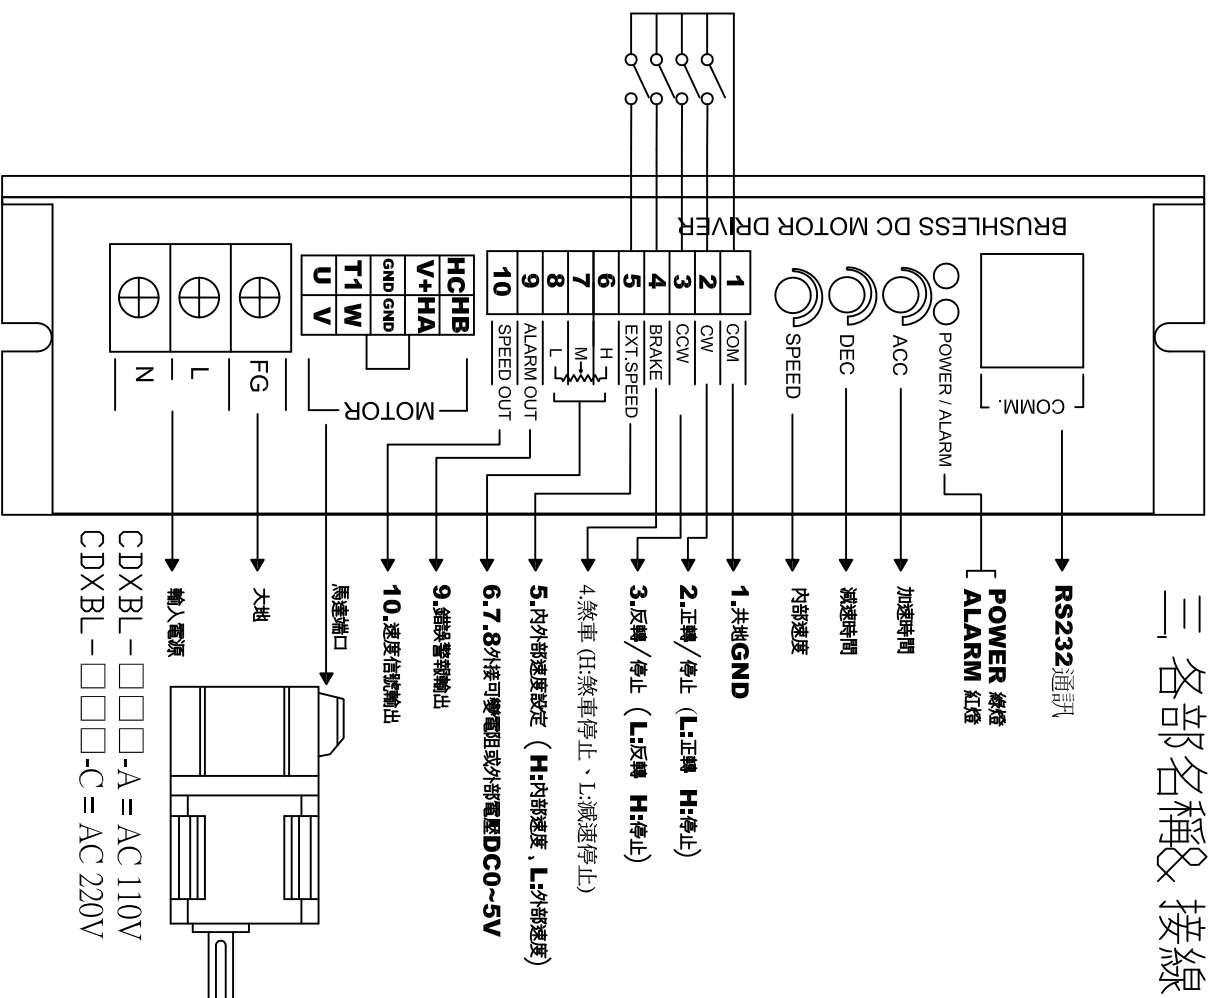 三 各部名稱& 接線
BRUSHLESS DC MOTOR DRIVER
COMM.
POWER / ALARM
ACC
DEC
SPEED
1
2
3
4
5
6
7
8
9
10
COM
CW
CCW
BRAKE
EXT.SPEED
H
M
L
ALARM OUT
SPEED OUT
HC HB
V+ HA
GND GND
T1 W
U V
MOTOR
FG
L
N
RS232通訊
POWER 綠燈
ALARM 紅燈
加速時間
減速時間
內部速度
1.共地GND
2.正轉／停止 (L:正轉 H:停止)
3.反轉／停止 (L:反轉 H:停止)
4.煞車 (H:煞車停止、L:減速停止)
5.內外部速度設定 (H:內部速度, L:外部速度)
6.7.8外接可變電阻或外部電壓DC0~5V
9.錯誤警報輸出
10.速度信號輸出
馬達端口
大地
輸入電源
CDXBL-□□□-A = AC 110V
CDXBL-□□□-C = AC 220V